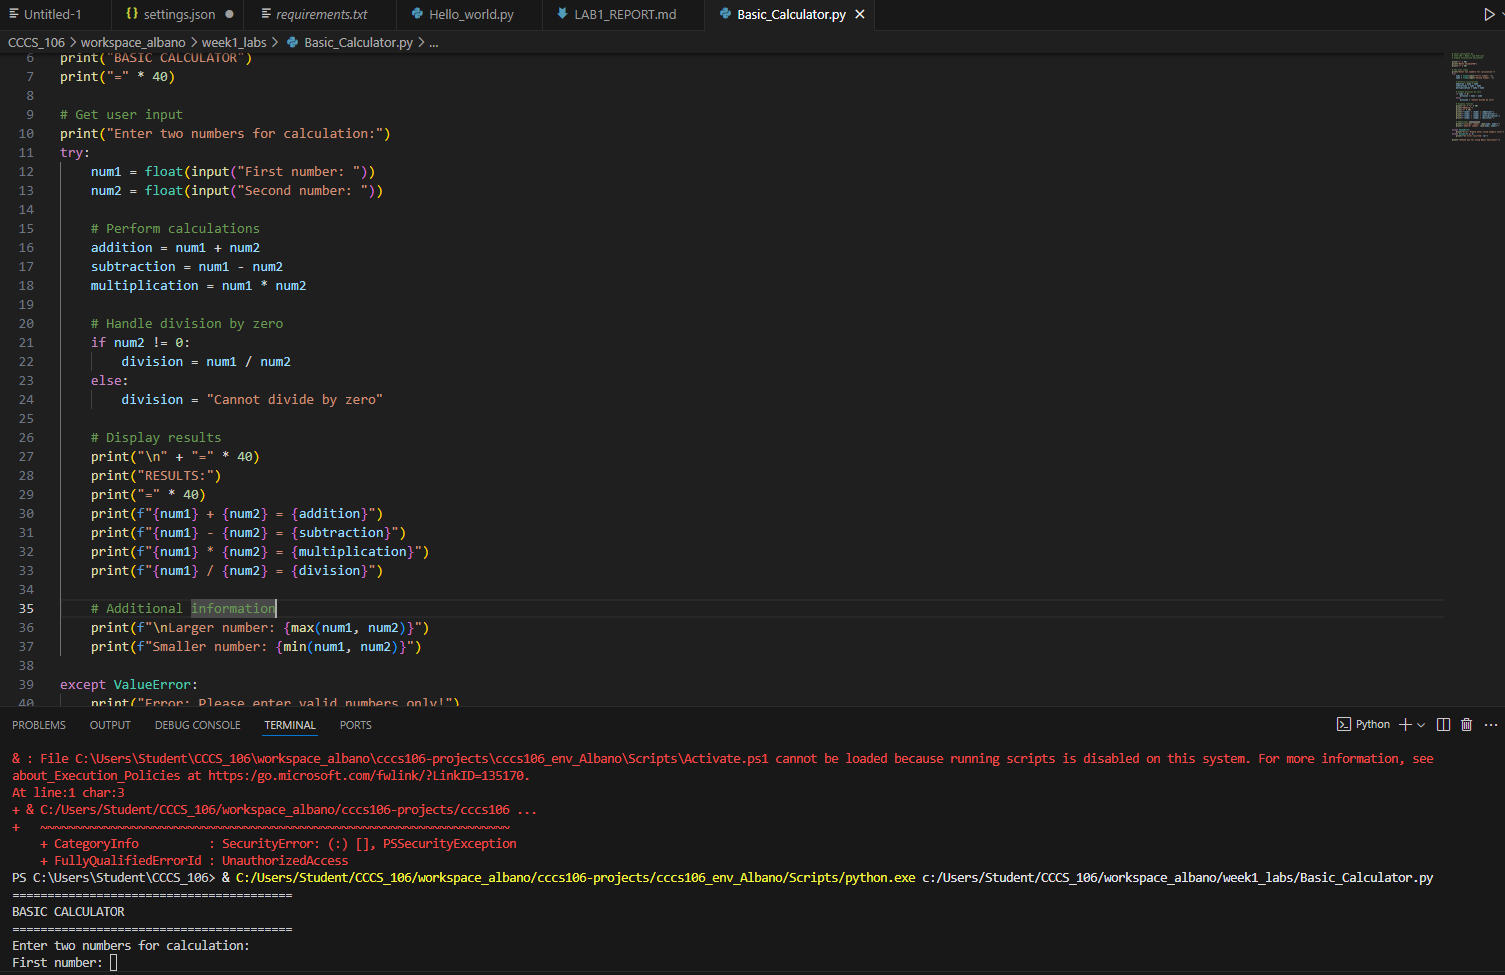 Untitled-1 settings.json requirements.txt Hello_world.py LAB1_REPORT.md Basic_Calculator.py
CCCS_106 > workspace_albano > week1_labs > Basic_Calculator.py > ...
6 print("BASIC CALCULATOR")
7 print("=" * 40)
8
9 # Get user input
10 print("Enter two numbers for calculation:")
11 try:
12 num1 = float(input("First number: "))
13 num2 = float(input("Second number: "))
14
15 # Perform calculations
16 addition = num1 + num2
17 subtraction = num1 - num2
18 multiplication = num1 * num2
19
20 # Handle division by zero
21 if num2 != 0:
22 division = num1 / num2
23 else:
24 division = "Cannot divide by zero"
25
26 # Display results
27 print("\n" + "=" * 40)
28 print("RESULTS:")
29 print("=" * 40)
30 print(f"{num1} + {num2} = {addition}")
31 print(f"{num1} - {num2} = {subtraction}")
32 print(f"{num1} * {num2} = {multiplication}")
33 print(f"{num1} / {num2} = {division}")
34
35 # Additional information
36 print(f"\nLarger number: {max(num1, num2)}")
37 print(f"Smaller number: {min(num1, num2)}")
38
39 except ValueError:
40 print("Error: Please enter valid numbers only!")
PROBLEMS OUTPUT DEBUG CONSOLE TERMINAL PORTS Python
& : File C:\Users\Student\CCCS_106\workspace_albano\cccs106-projects\cccs106_env_Albano\Scripts\Activate.ps1 cannot be loaded because running scripts is disabled on this system. For more information, see
about_Execution_Policies at https:/go.microsoft.com/fwlink/?LinkID=135170.
At line:1 char:3
+ & C:/Users/Student/CCCS_106/workspace_albano/cccs106-projects/cccs106 ...
+ ~~~~~~~~~~~~~~~~~~~~~~~~~~~~~~~~~~~~~~~~~~~~~~~~~~~~~~~~~~~~~~~~~~~
+ CategoryInfo : SecurityError: (:) [], PSSecurityException
+ FullyQualifiedErrorId : UnauthorizedAccess
PS C:\Users\Student\CCCS_106> & C:/Users/Student/CCCS_106/workspace_albano/cccs106-projects/cccs106_env_Albano/Scripts/python.exe c:/Users/Student/CCCS_106/workspace_albano/week1_labs/Basic_Calculator.py
========================================
BASIC CALCULATOR
========================================
Enter two numbers for calculation:
First number: